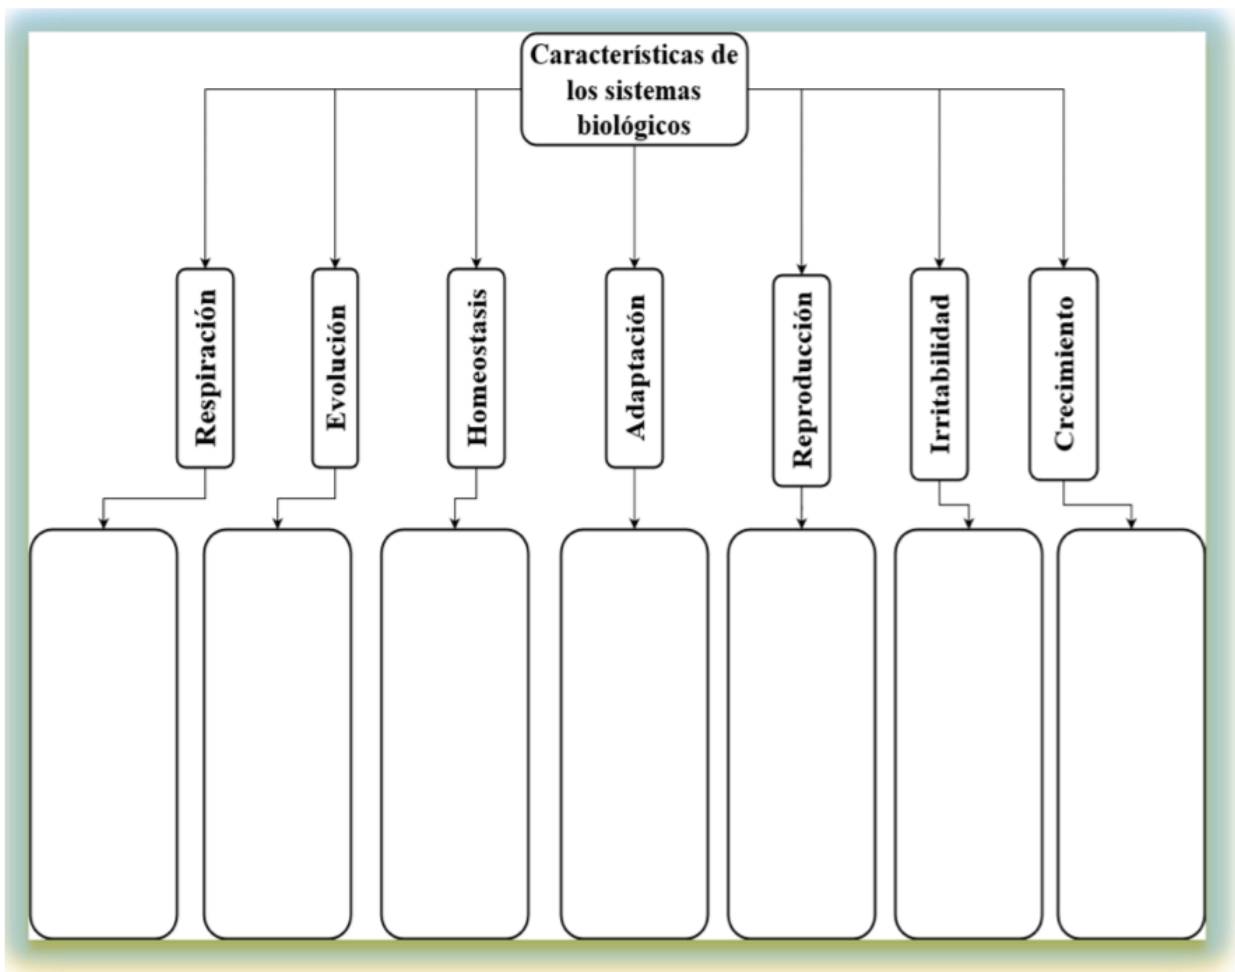 Características de
los sistemas
biológicos
Respiración
Evolución
Homeostasis
Adaptación
Reproducción
Irritabilidad
Crecimiento